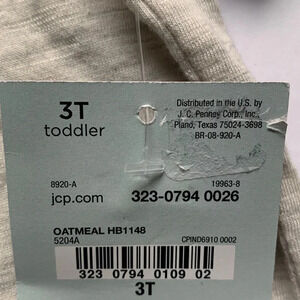 3T
toddler
Distributed in the U.S. by
J. C. Penney Corp., Inc.,
Plano, Texas 75024-3698
BR-08-920-A
8920-A
19963-8
jcp.com
323-0794 0026
OATMEAL HB1148
5204A
CPIND6910 0002
323 0794 0109 02
3T